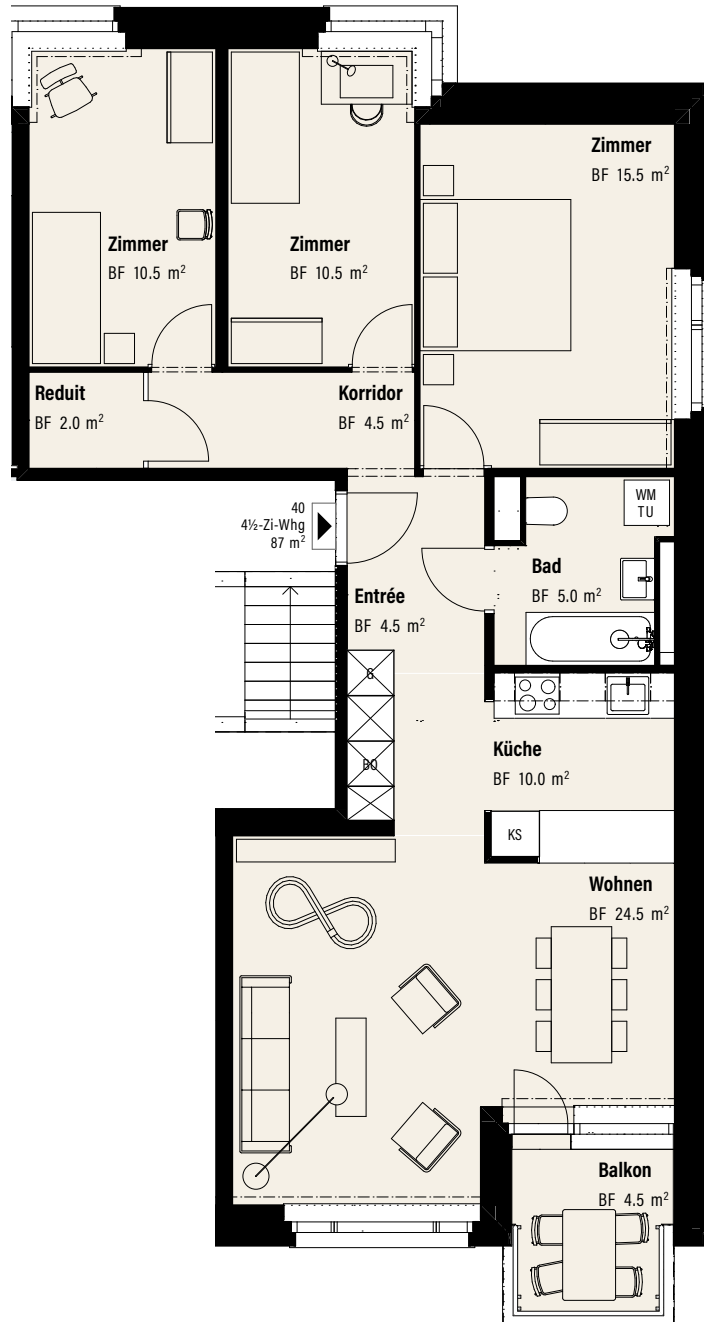 Zimmer
BF 15.5 m²
Zimmer
BF 10.5 m²
Zimmer
BF 10.5 m²
Reduit
BF 2.0 m²
Korridor
BF 4.5 m²
40
4½-Zi-Whg
87 m²
WM
TU
Bad
BF 5.0 m²
Entrée
BF 4.5 m²
G
Küche
BF 10.0 m²
BO
KS
Wohnen
BF 24.5 m²
Balkon
BF 4.5 m²